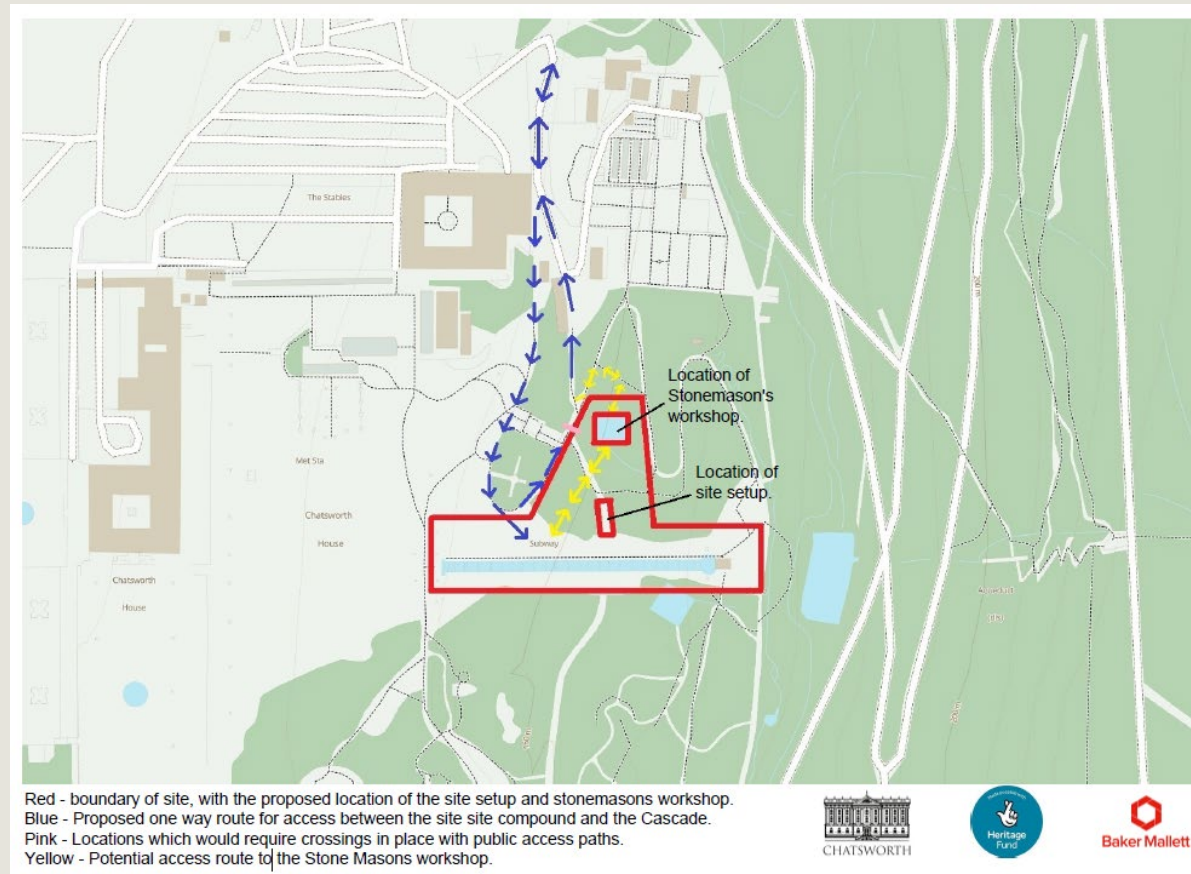 The Stables
Location of
Stonemason's
workshop.
Met Sta
Location of
site setup.
Chatsworth
House
Subway
Chatsworth
House
Aqueduct
(dis)
Red - boundary of site, with the proposed location of the site setup and stonemasons workshop.
Blue - Proposed one way route for access between the site site compound and the Cascade.
Pink - Locations which would require crossings in place with public access paths.
Yellow - Potential access route to the Stone Masons workshop.
CHATSWORTH
Heritage
Fund
Baker Mallett